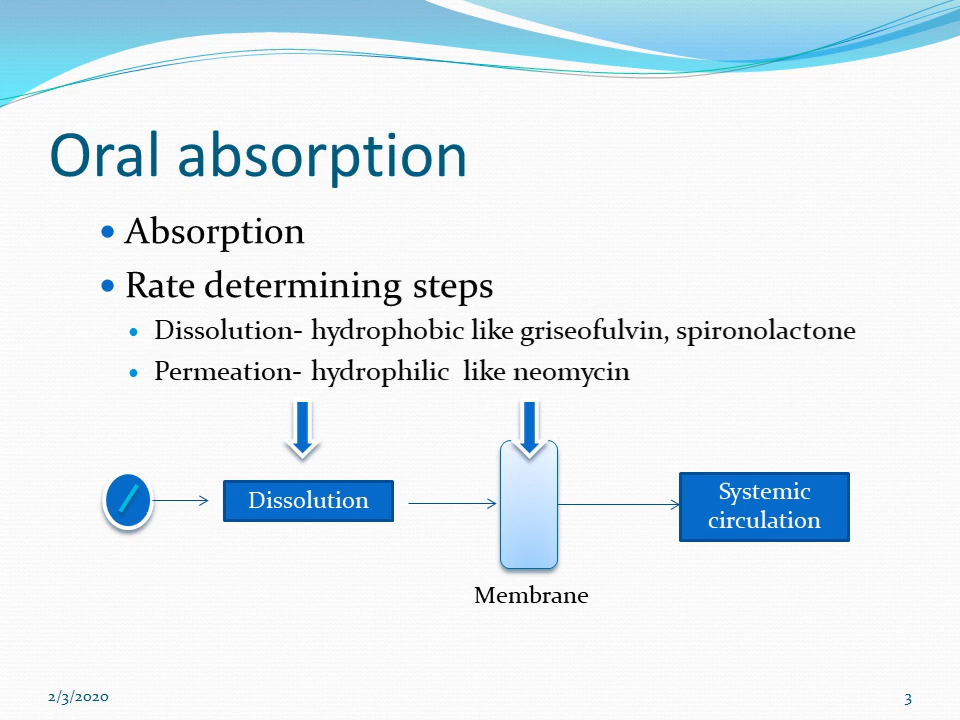 Oral absorption
Absorption
Rate determining steps
Dissolution- hydrophobic like griseofulvin, spironolactone
Permeation- hydrophilic like neomycin
Dissolution
Systemic
circulation
Membrane
2/3/2020
3